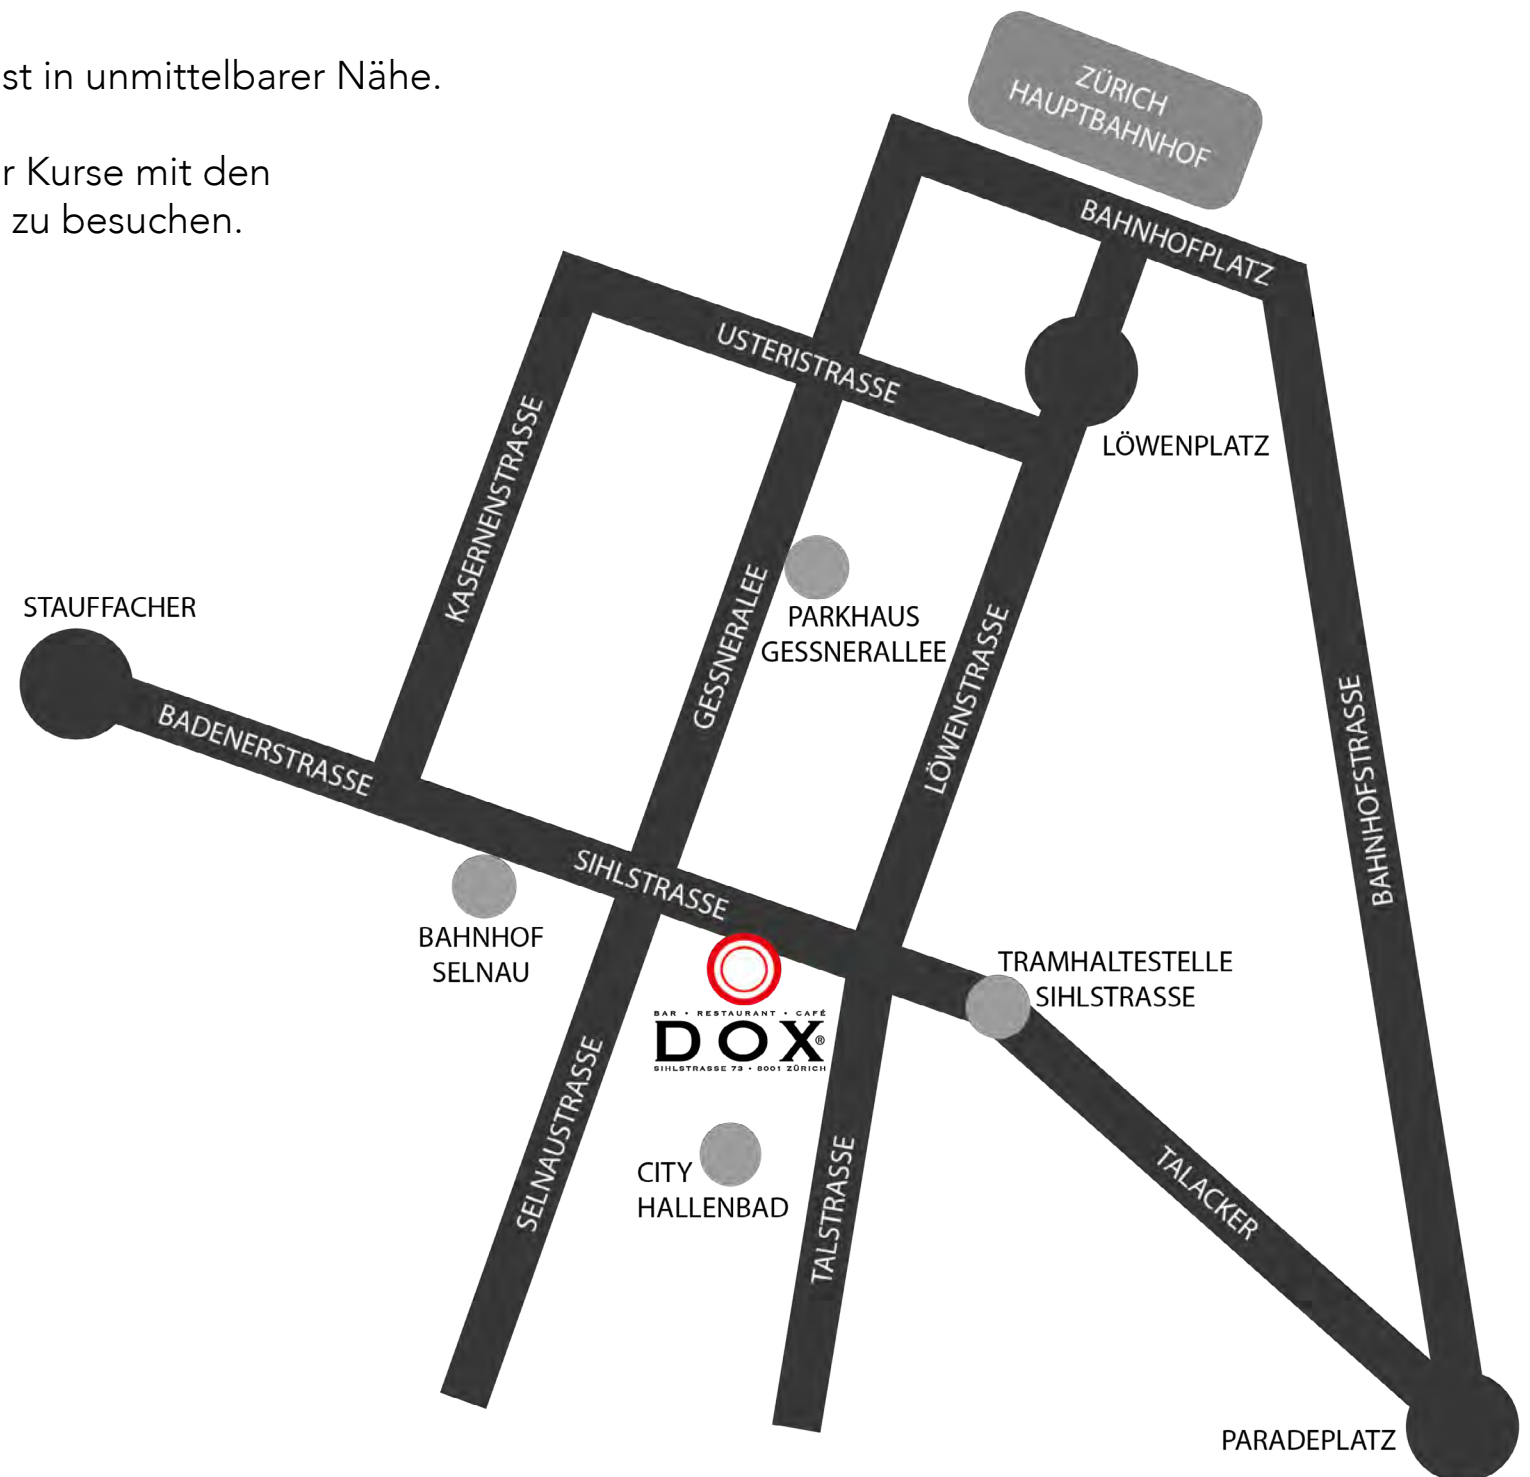 st in unmittelbarer Nähe.
r Kurse mit den
zu besuchen.
ZÜRICH
HAUPTBAHNHOF
BAHNHOFPLATZ
USTERISTRASSE
LÖWENPLATZ
KASERNENSTRASSE
GESSNERALEE
PARKHAUS
GESSNERALLEE
LÖWENSTRASSE
BAHNHOFSTRASSE
STAUFFACHER
BADENERSTRASSE
SIHLSTRASSE
BAHNHOF
SELNAU
TRAMHALTESTELLE
SIHLSTRASSE
BAR • RESTAURANT • CAFÉ
DOX®
SIHLSTRASSE 73 • 8001 ZÜRICH
SELNAUSTRASSE
CITY
HALLENBAD
TALSTRASSE
TALACKER
PARADEPLATZ